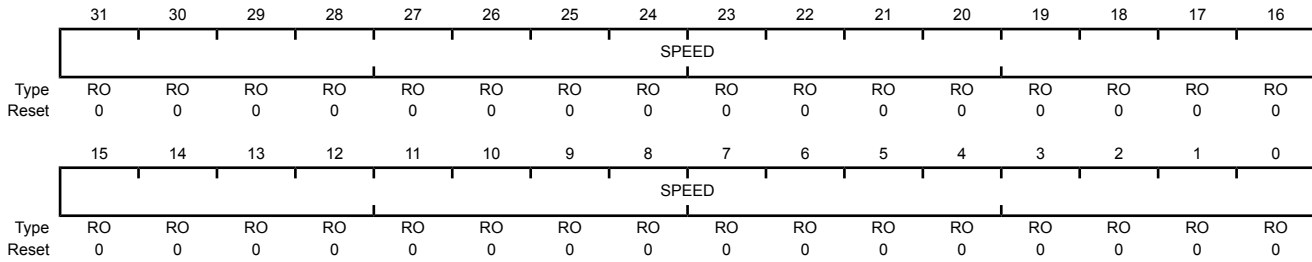 31 30 29 28 27 26 25 24 23 22 21 20 19 18 17 16
SPEED
Type RO RO RO RO RO RO RO RO RO RO RO RO RO RO RO RO
Reset 0 0 0 0 0 0 0 0 0 0 0 0 0 0 0 0
15 14 13 12 11 10 9 8 7 6 5 4 3 2 1 0
SPEED
Type RO RO RO RO RO RO RO RO RO RO RO RO RO RO RO RO
Reset 0 0 0 0 0 0 0 0 0 0 0 0 0 0 0 0